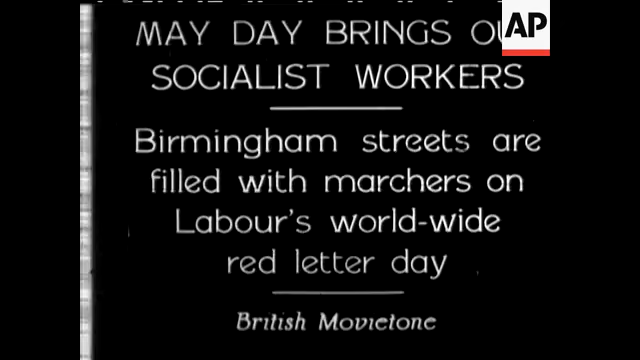 AP
MAY DAY BRINGS OU
SOCIALIST WORKERS
Birmingham streets are
filled with marchers on
Labour's world-wide
red letter day
British Movietone